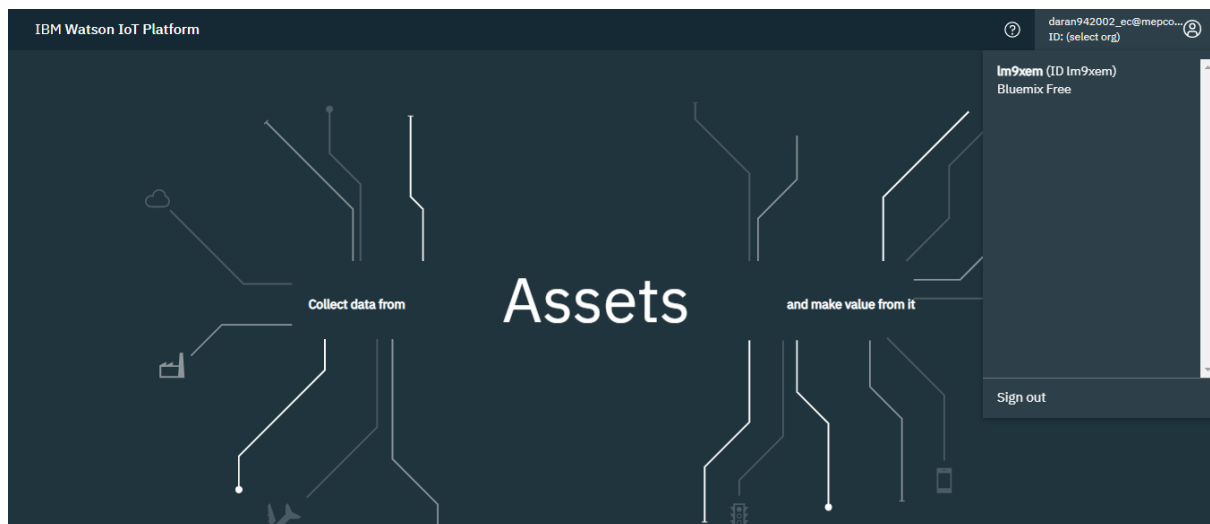 IBM Watson IoT Platform
daran942002_ec@mepco...
ID: (select org)
lm9xem (ID lm9xem)
Bluemix Free
Collect data from
Assets
and make value from it
Sign out